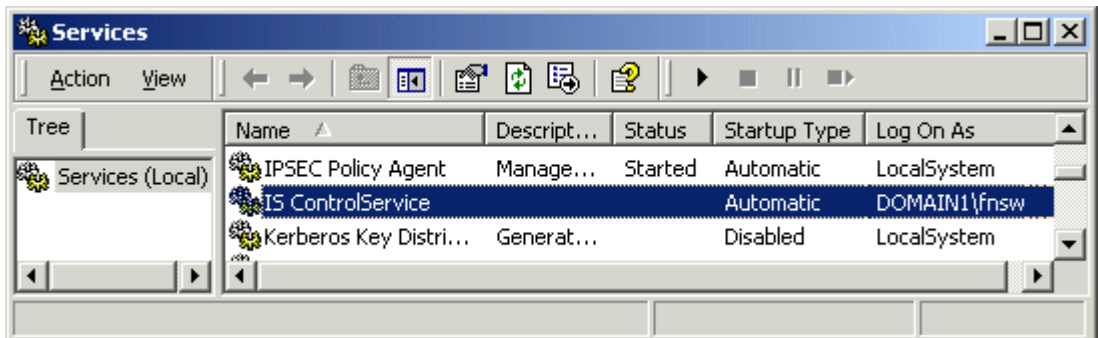 Services
Action View
Tree
Name Descript... Status Startup Type Log On As
Services (Local)
IPSEC Policy Agent Manage... Started Automatic LocalSystem
IS ControlService Automatic DOMAIN1\fnsw
Kerberos Key Distri... Generat... Disabled LocalSystem